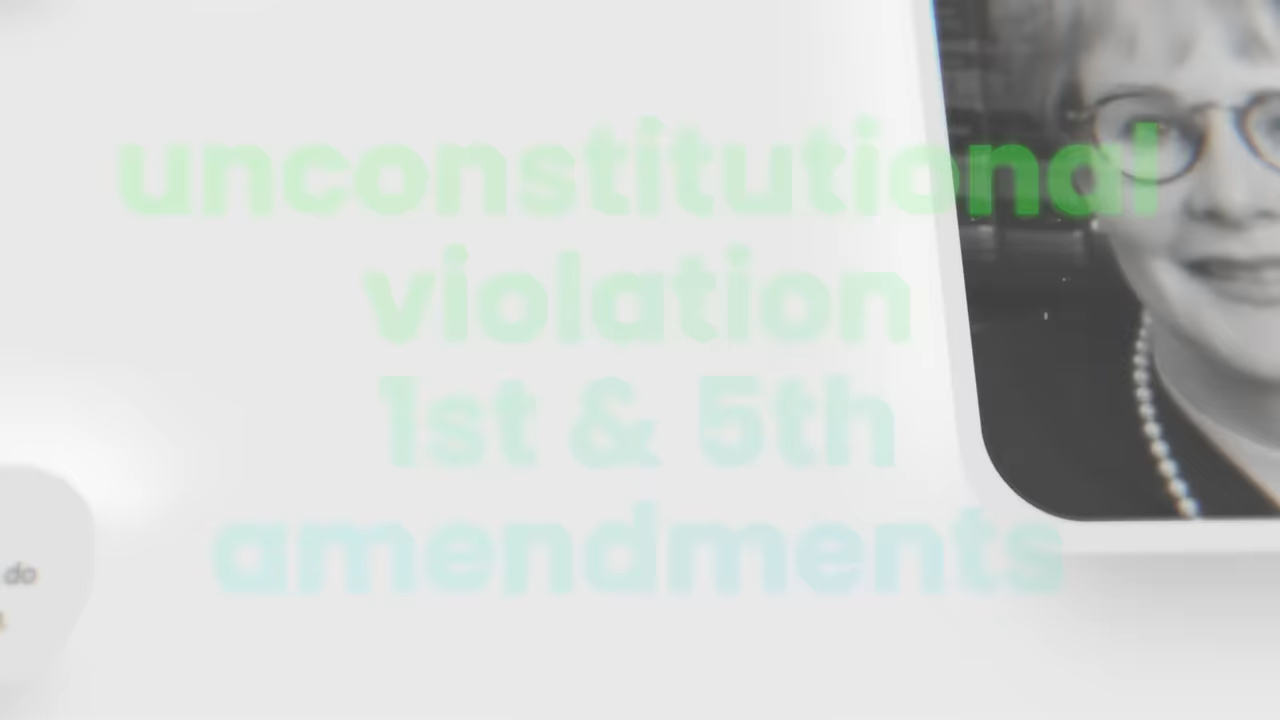 unconstitutional
violation
1st & 5th
amendments
do